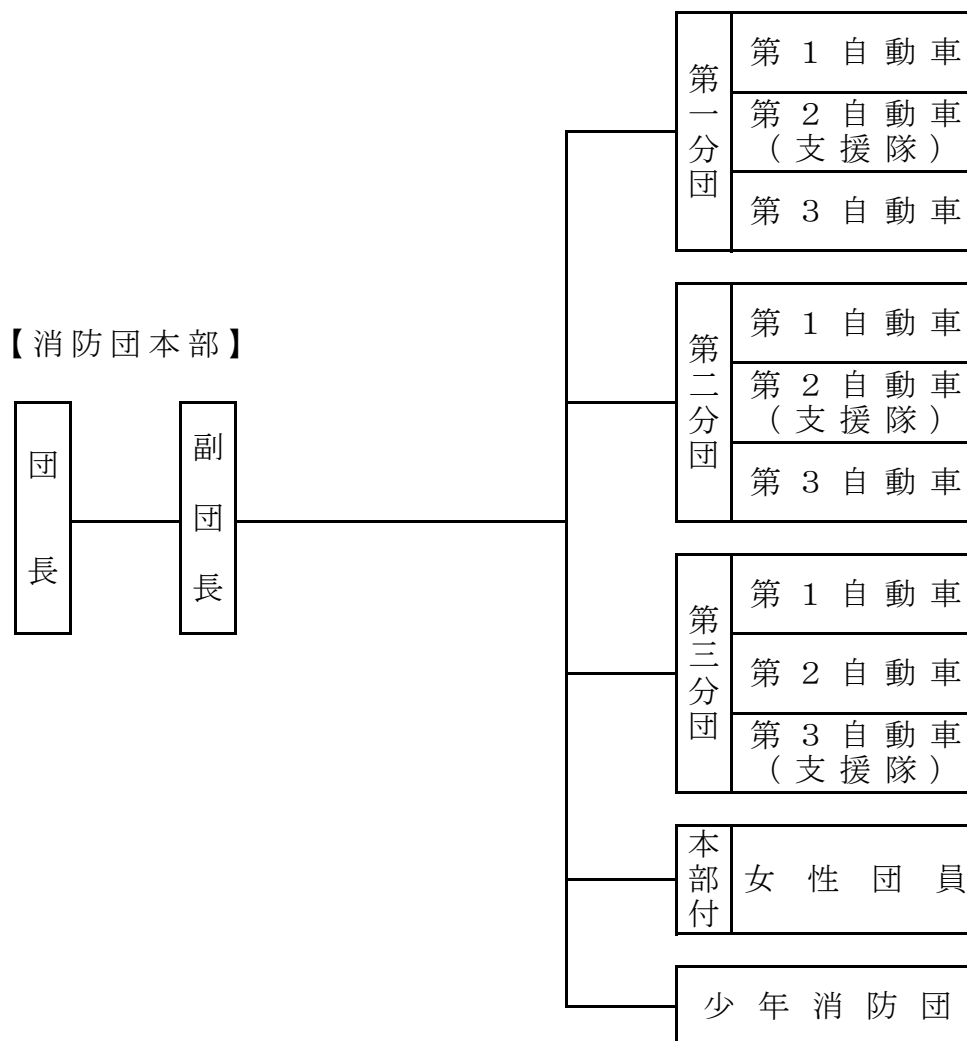 【消防団本部】
団長
副団長
第一分団
第１自動車
第２自動車
（支援隊）
第３自動車
第二分団
第１自動車
第２自動車
（支援隊）
第３自動車
第三分団
第１自動車
第２自動車
第３自動車
（支援隊）
本部付
女性団員
少年消防団